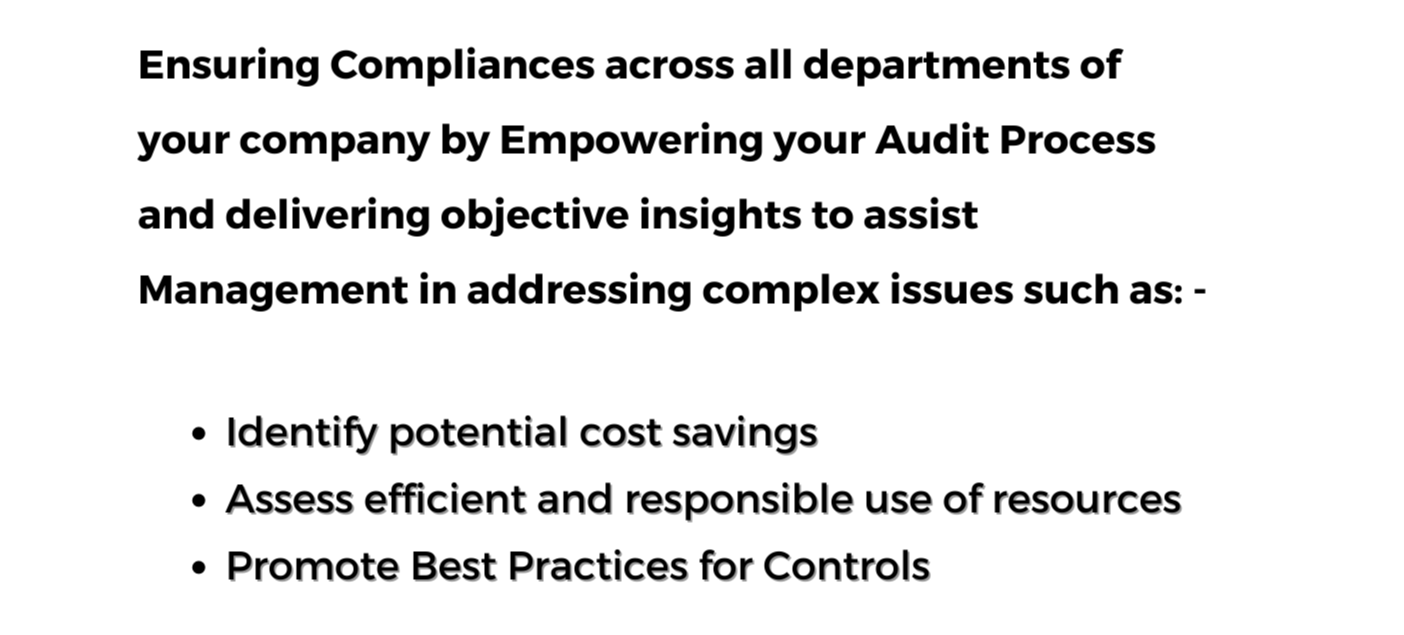 Ensuring Compliances across all departments of
your company by Empowering your Audit Process
and delivering objective insights to assist
Management in addressing complex issues such as: -
• Identify potential cost savings
• Assess efficient and responsible use of resources
• Promote Best Practices for Controls